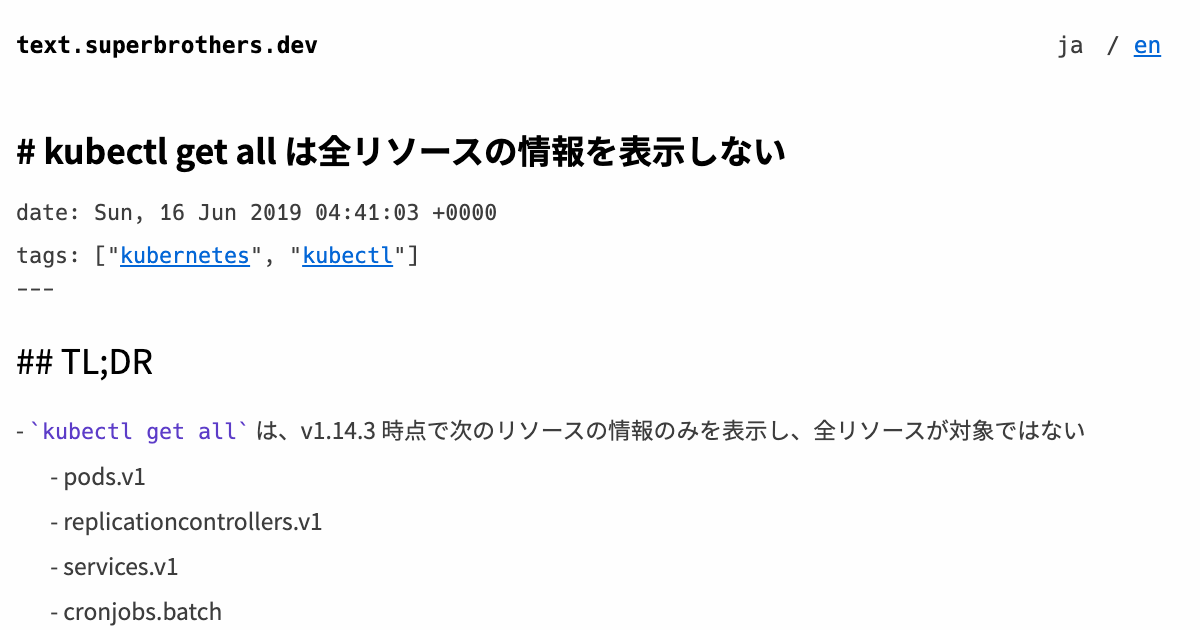 text.superbrothers.dev
ja / en
# kubectl get all は全リソースの情報を表示しない
date: Sun, 16 Jun 2019 04:41:03 +0000
tags: ["kubernetes", "kubectl"]
---
## TL;DR
- `kubectl get all` は、v1.14.3 時点で次のリソースの情報のみを表示し、全リソースが対象ではない
- pods.v1
- replicationcontrollers.v1
- services.v1
- cronjobs.batch